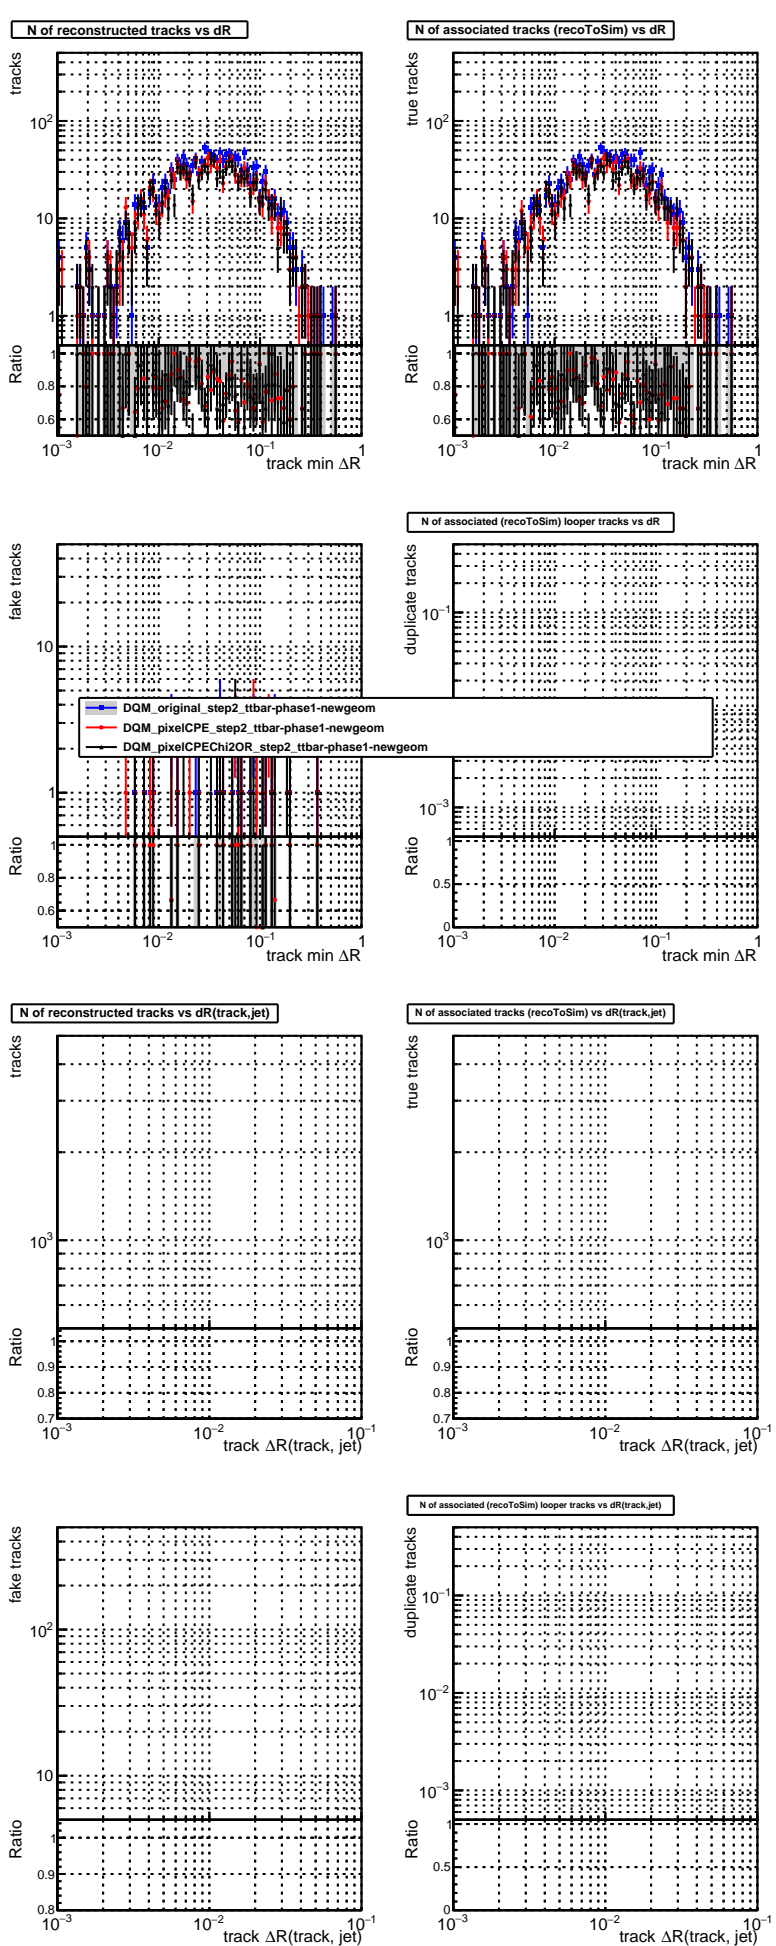 N of reconstructed tracks vs dR
tracks
10²
10
1
Ratio
1
0.8
0.6
10⁻³
10⁻²
10⁻¹
1
track min ΔR
N of associated tracks (recoToSim) vs dR
true tracks
10²
10
1
Ratio
1
0.8
0.6
10⁻³
10⁻²
10⁻¹
1
track min ΔR
fake tracks
10
1
Ratio
1
0.8
0.6
10⁻³
10⁻²
10⁻¹
1
track min ΔR
N of associated (recoToSim) looper tracks vs dR
duplicate tracks
10⁻¹
10⁻³
Ratio
1
0.5
0
10⁻³
10⁻²
10⁻¹
1
track min ΔR
DQM_original_step2_ttbar-phase1-newgeom
DQM_pixelCPE_step2_ttbar-phase1-newgeom
DQM_pixelCPEChi2OR_step2_ttbar-phase1-newgeom
N of reconstructed tracks vs dR(track,jet)
tracks
10³
Ratio
1
0.9
0.8
0.7
10⁻³
10⁻²
10⁻¹
track ΔR(track, jet)
N of associated tracks (recoToSim) vs dR(track,jet)
true tracks
10³
Ratio
1
0.9
0.8
0.7
10⁻³
10⁻²
10⁻¹
track ΔR(track, jet)
fake tracks
10²
10
Ratio
1
0.9
0.8
10⁻³
10⁻²
10⁻¹
track ΔR(track, jet)
N of associated (recoToSim) looper tracks vs dR(track,jet)
duplicate tracks
10⁻¹
10⁻²
10⁻³
Ratio
1
0.5
0
10⁻³
10⁻²
10⁻¹
track ΔR(track, jet)